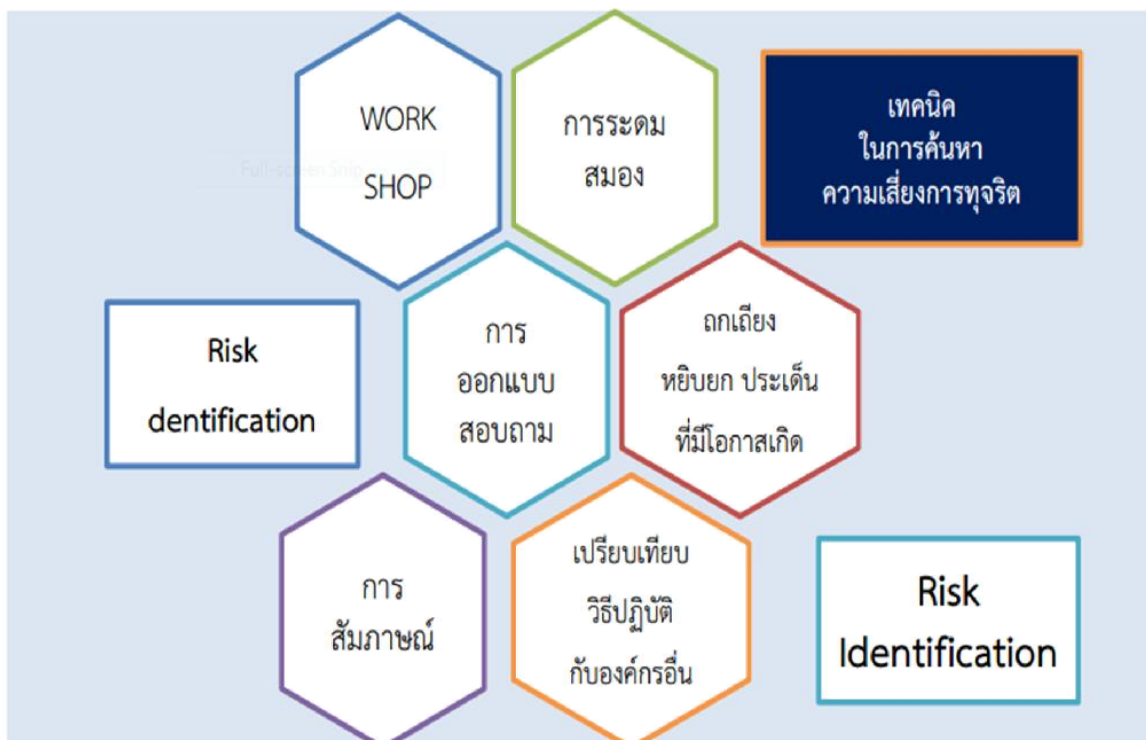 WORK
SHOP
การระดม
สมอง
เทคนิค
ในการค้นหา
ความเสี่ยงการทุจริต
Full-screen Snip
Risk
dentification
การ
ออกแบบ
สอบถาม
ถกเถียง
หยิบยก ประเด็น
ที่มีโอกาสเกิด
การ
สัมภาษณ์
เปรียบเทียบ
วิธีปฏิบัติ
กับองค์กรอื่น
Risk
Identification